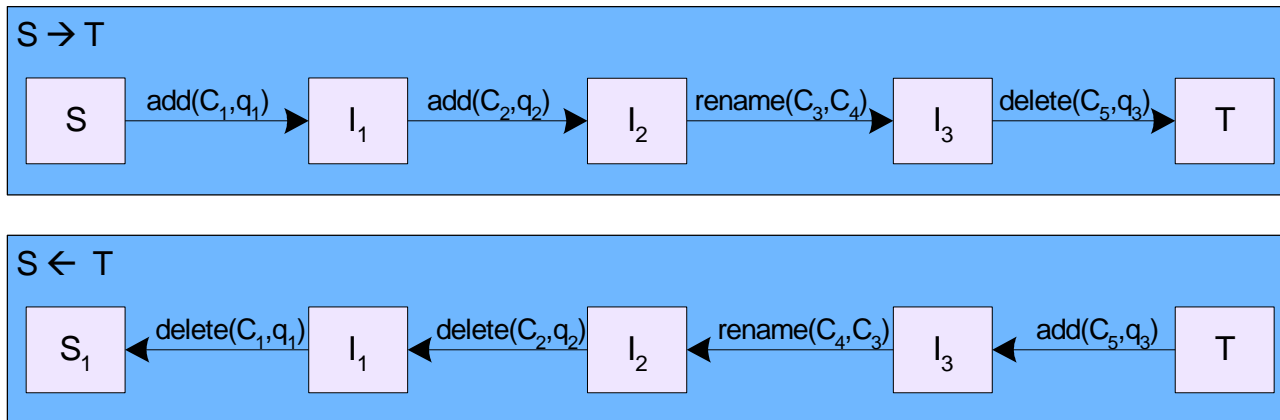 S → T
add(C₁,q₁) add(C₂,q₂) rename(C₃,C₄) delete(C₅,q₃)
S I₁ I₂ I₃ T
S ← T
delete(C₁,q₁) delete(C₂,q₂) rename(C₄,C₃) add(C₅,q₃)
S₁ I₁ I₂ I₃ T